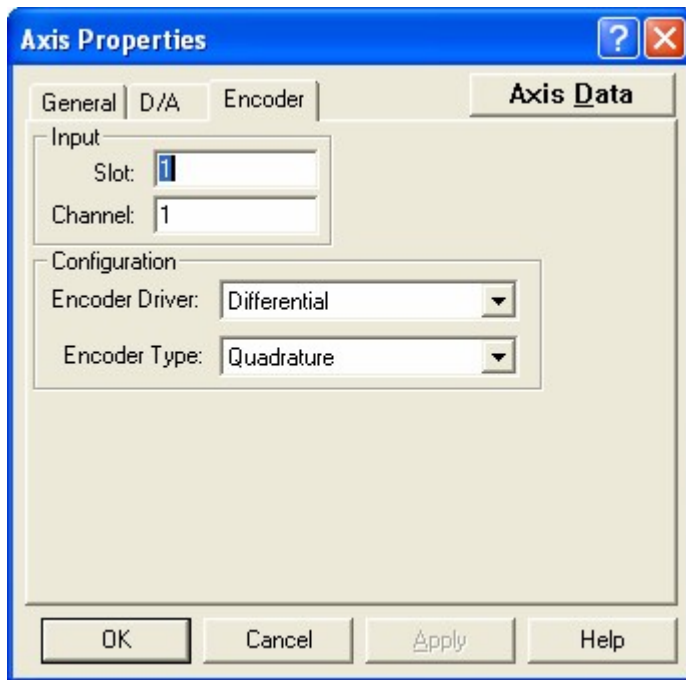 Axis Properties
General D/A Encoder Axis Data
Input
Slot: 1
Channel: 1
Configuration
Encoder Driver: Differential
Encoder Type: Quadrature
OK Cancel Apply Help